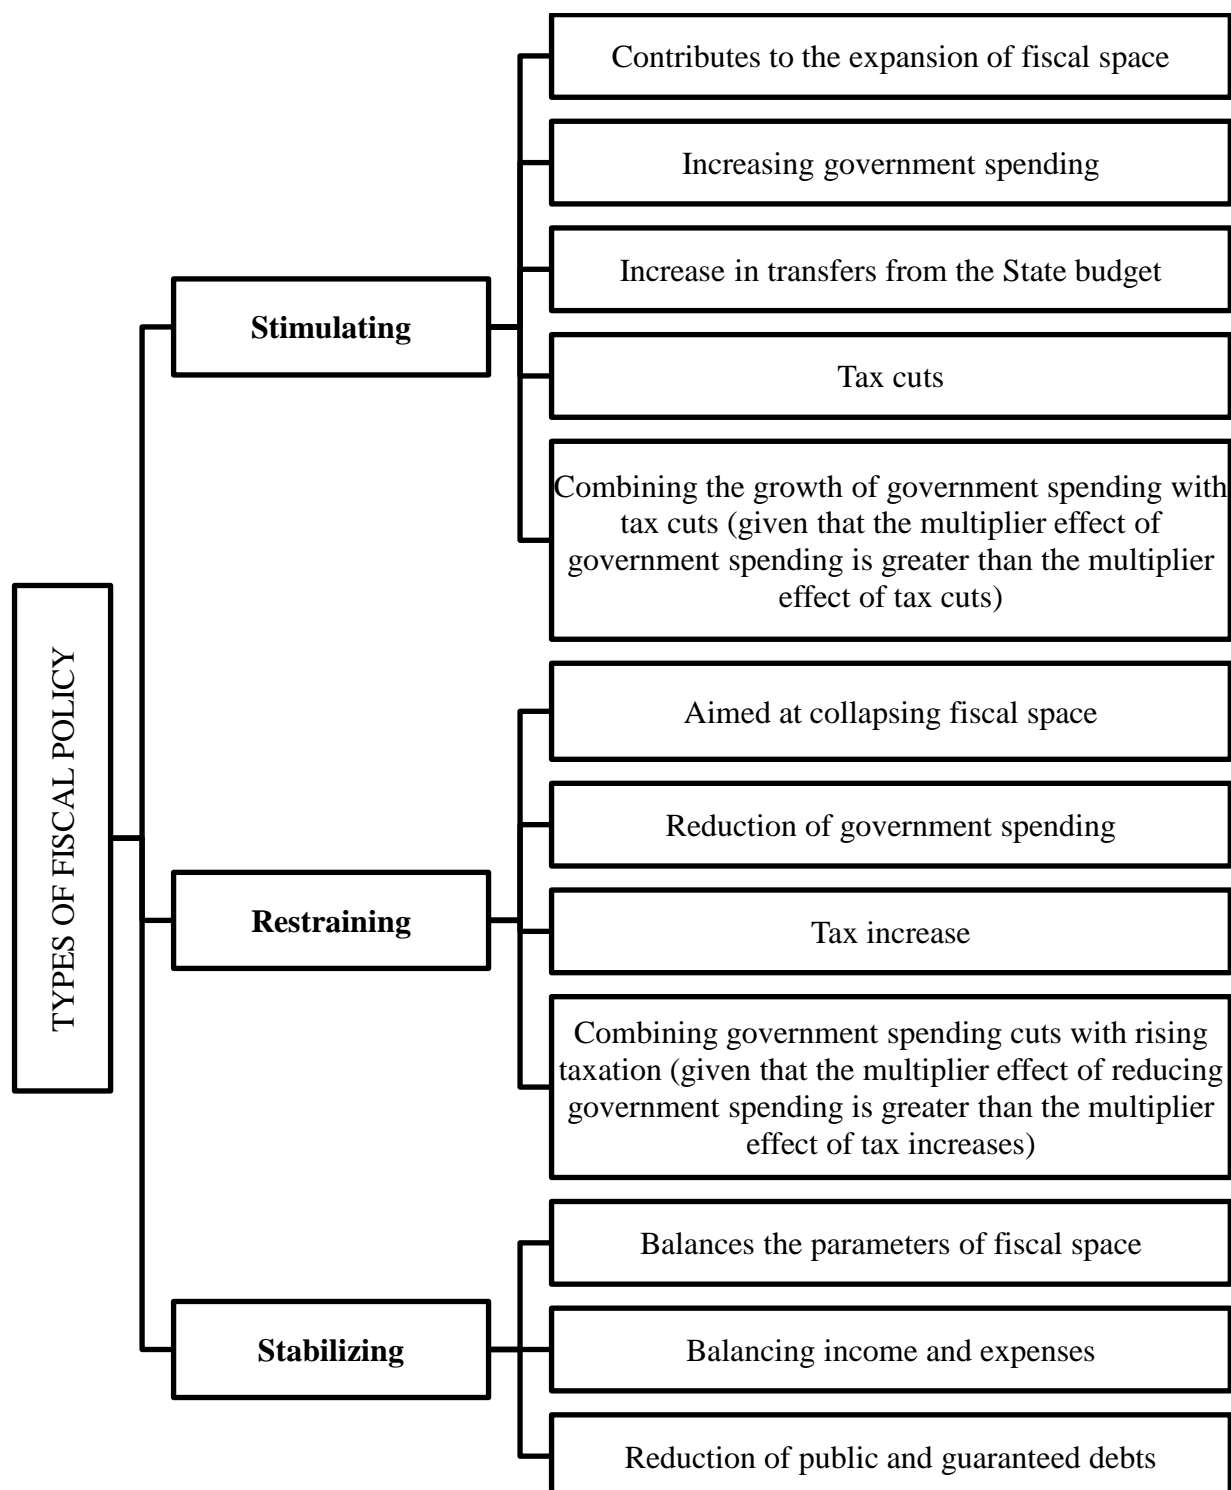 TYPES OF FISCAL POLICY
Stimulating
Contributes to the expansion of fiscal space
Increasing government spending
Increase in transfers from the State budget
Tax cuts
Combining the growth of government spending with
tax cuts (given that the multiplier effect of
government spending is greater than the multiplier
effect of tax cuts)
Restraining
Aimed at collapsing fiscal space
Reduction of government spending
Tax increase
Combining government spending cuts with rising
taxation (given that the multiplier effect of reducing
government spending is greater than the multiplier
effect of tax increases)
Stabilizing
Balances the parameters of fiscal space
Balancing income and expenses
Reduction of public and guaranteed debts